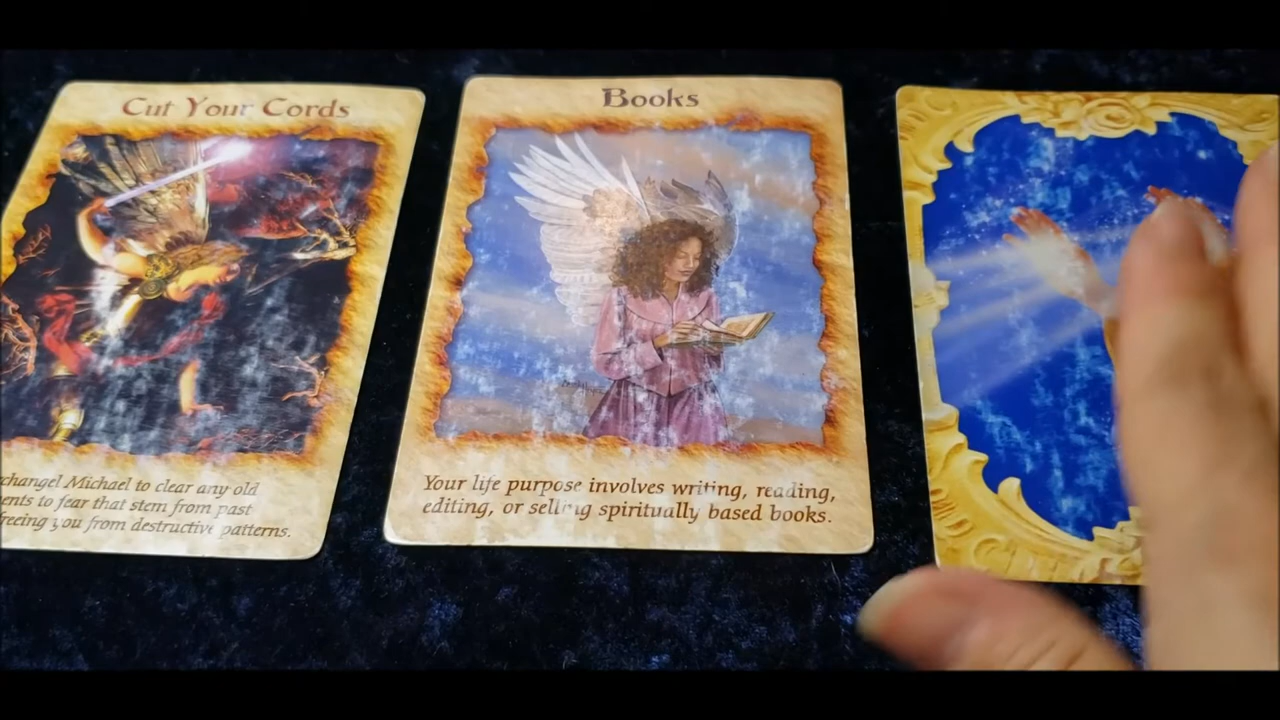 Cut Your Cords
changel Michael to clear any old
ents to fear that stem from past
freeing you from destructive patterns.
Books
Your life purpose involves writing, reading,
editing, or selling spiritually based books.